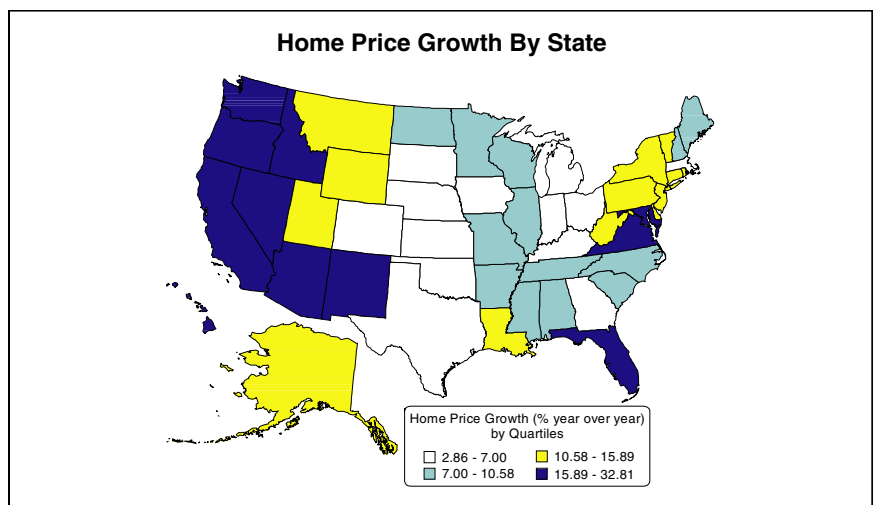 Home Price Growth By State
Home Price Growth (% year over year)
by Quartiles
2.86 - 7.00
10.58 - 15.89
7.00 - 10.58
15.89 - 32.81